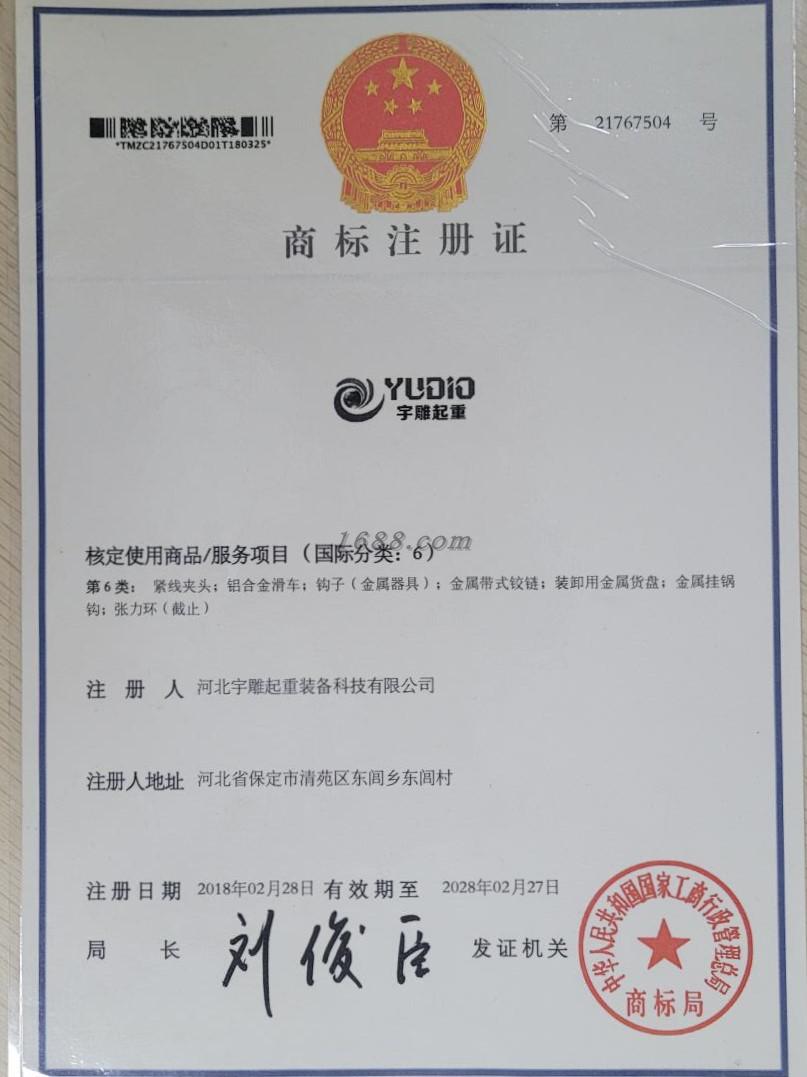 第 21767504 号
*TMZC21767504D01T180325*
商标注册证
YUDIO
宇雕起重
1688.com
核定使用商品/服务项目（国际分类：6）
第6类： 紧线夹头；铝合金滑车；钩子（金属器具）；金属带式铰链；装卸用金属货盘；金属挂锅
钩；张力环（截止）
注册人 河北宇雕起重装备科技有限公司
注册人地址 河北省保定市清苑区东闾乡东闾村
注册日期 2018年02月28日 有效期至 2028年02月27日
局长 刘俊臣 发证机关
中华人民共和国国家工商行政管理总局
商标局